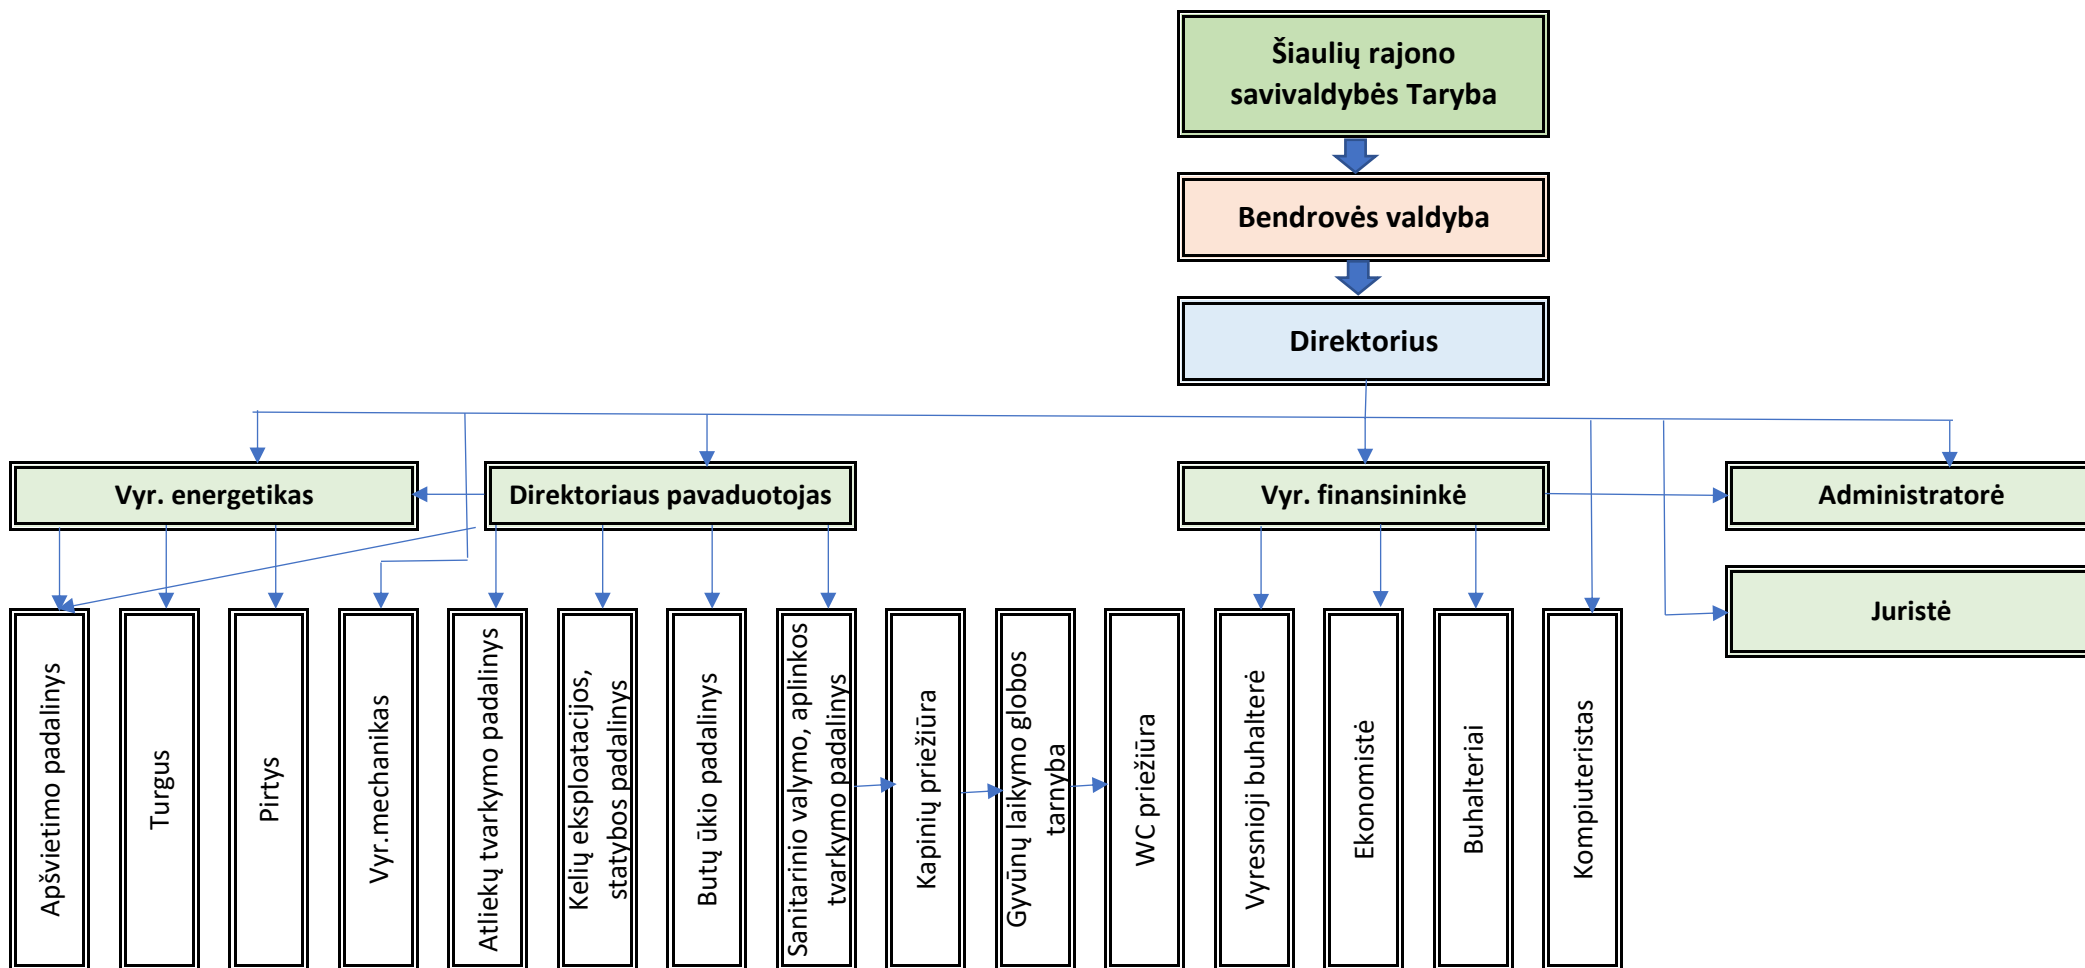 Šiaulių rajono
savivaldybės Taryba
Bendrovės valdyba
Direktorius
Vyr. energetikas
Direktoriaus pavaduotojas
Vyr. finansininkė
Administratorė
Juristė
Apšvietimo padalinys
Turgus
Pirtys
Vyr.mechanikas
Atliekų tvarkymo padalinys
Kelių eksploatacijos,
statybos padalinys
Butų ūkio padalinys
Sanitarinio valymo, aplinkos
tvarkymo padalinys
Kapinių priežiūra
Gyvūnų laikymo globos
tarnyba
WC priežiūra
Vyresnioji buhalterė
Ekonomistė
Buhalteriai
Kompiuteristas